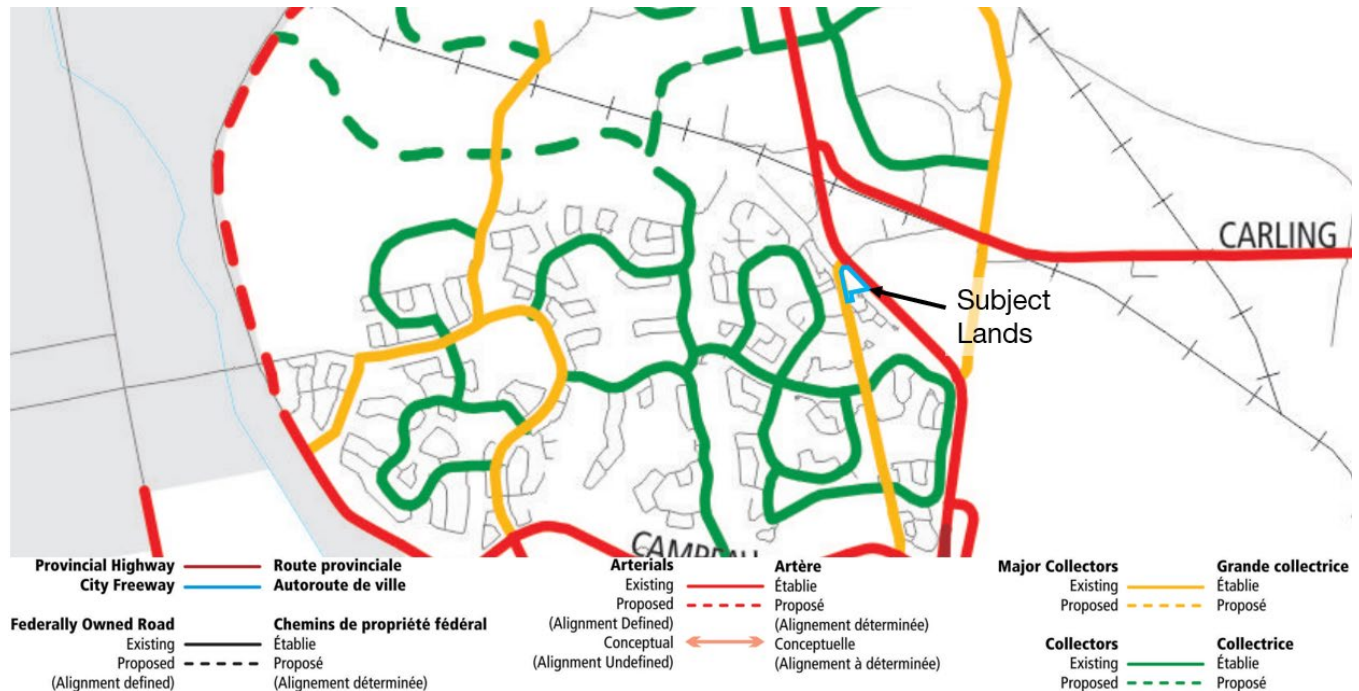 CARLING
Subject
Lands
CAMPEAU
Provincial Highway Route provinciale
City Freeway Autoroute de ville
Federally Owned Road Chemins de propriété fédéral
Existing Établie
Proposed Proposé
(Alignment defined) (Alignement déterminée)
Arterials Artère
Existing Établie
Proposed Proposé
(Alignment Defined) (Alignement déterminée)
Conceptual Conceptuelle
(Alignment Undefined) (Alignement à déterminée)
Major Collectors Grande collectrice
Existing Établie
Proposed Proposé
Collectors Collectrice
Existing Établie
Proposed Proposé